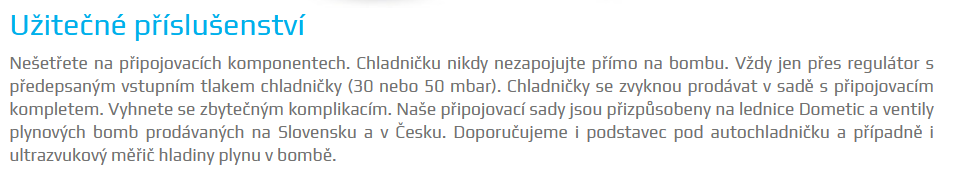 Užitečné příslušenství
Nešetřete na připojovacích komponentech. Chladničku nikdy nezapojujte přímo na bombu. Vždy jen přes regulátor s
předepsaným vstupním tlakem chladničky (30 nebo 50 mbar). Chladničky se zvyknou prodávat v sadě s připojovacím
kompletem. Vyhnete se zbytečným komplikacím. Naše připojovací sady jsou přizpůsobeny na lednice Dometic a ventily
plynových bomb prodávaných na Slovensku a v Česku. Doporučujeme i podstavec pod autochladničku a případně i
ultrazvukový měřič hladiny plynu v bombě.